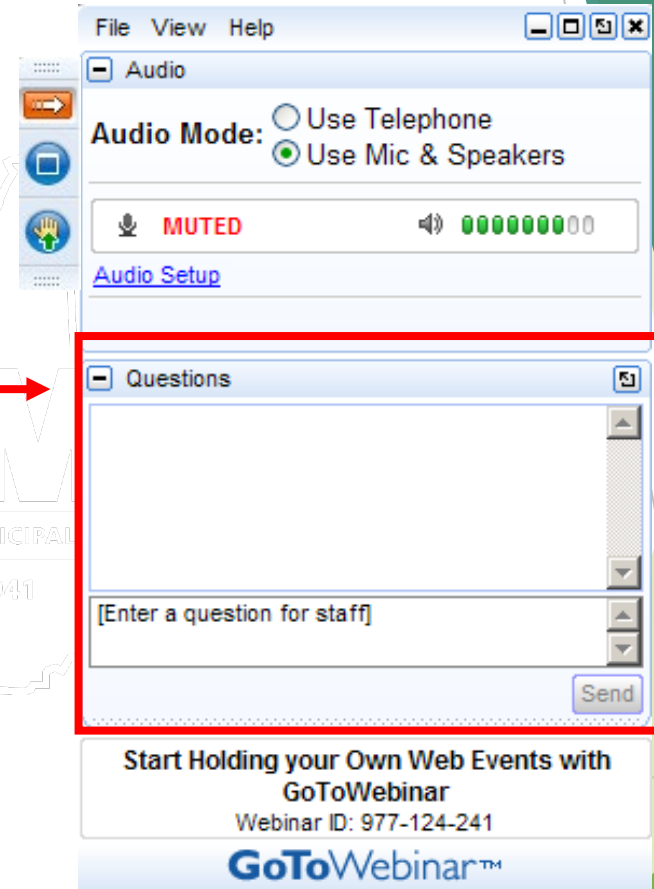 File View Help
Audio
Audio Mode:
Use Telephone
Use Mic & Speakers
MUTED
Audio Setup
Questions
[Enter a question for staff]
Send
Start Holding your Own Web Events with
GoToWebinar
Webinar ID: 977-124-241
GoToWebinar™